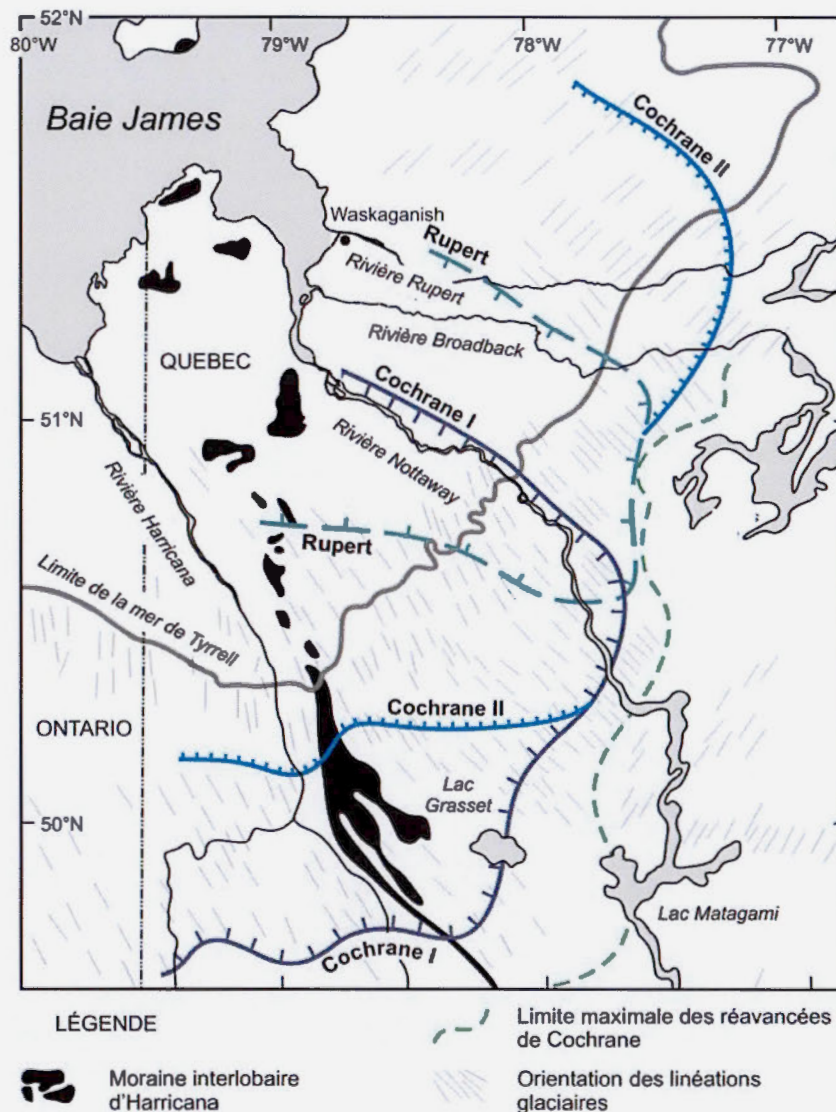 52°N
80°W
79°W
78°W
77°W
Baie James
Cochrane II
Waskaganish
Rupert
Rivière Rupert
Rivière Broadback
QUEBEC
Cochrane I
51°N
Rivière Nottaway
Rivière Harricana
Rupert
Limite de la mer de Tyrrell
Cochrane II
ONTARIO
Lac
Grasset
50°N
Lac Matagami
Cochrane I
LÉGENDE
Limite maximale des réavancées
de Cochrane
Moraine interlobaire
d'Harricana
Orientation des linéations
glaciaires